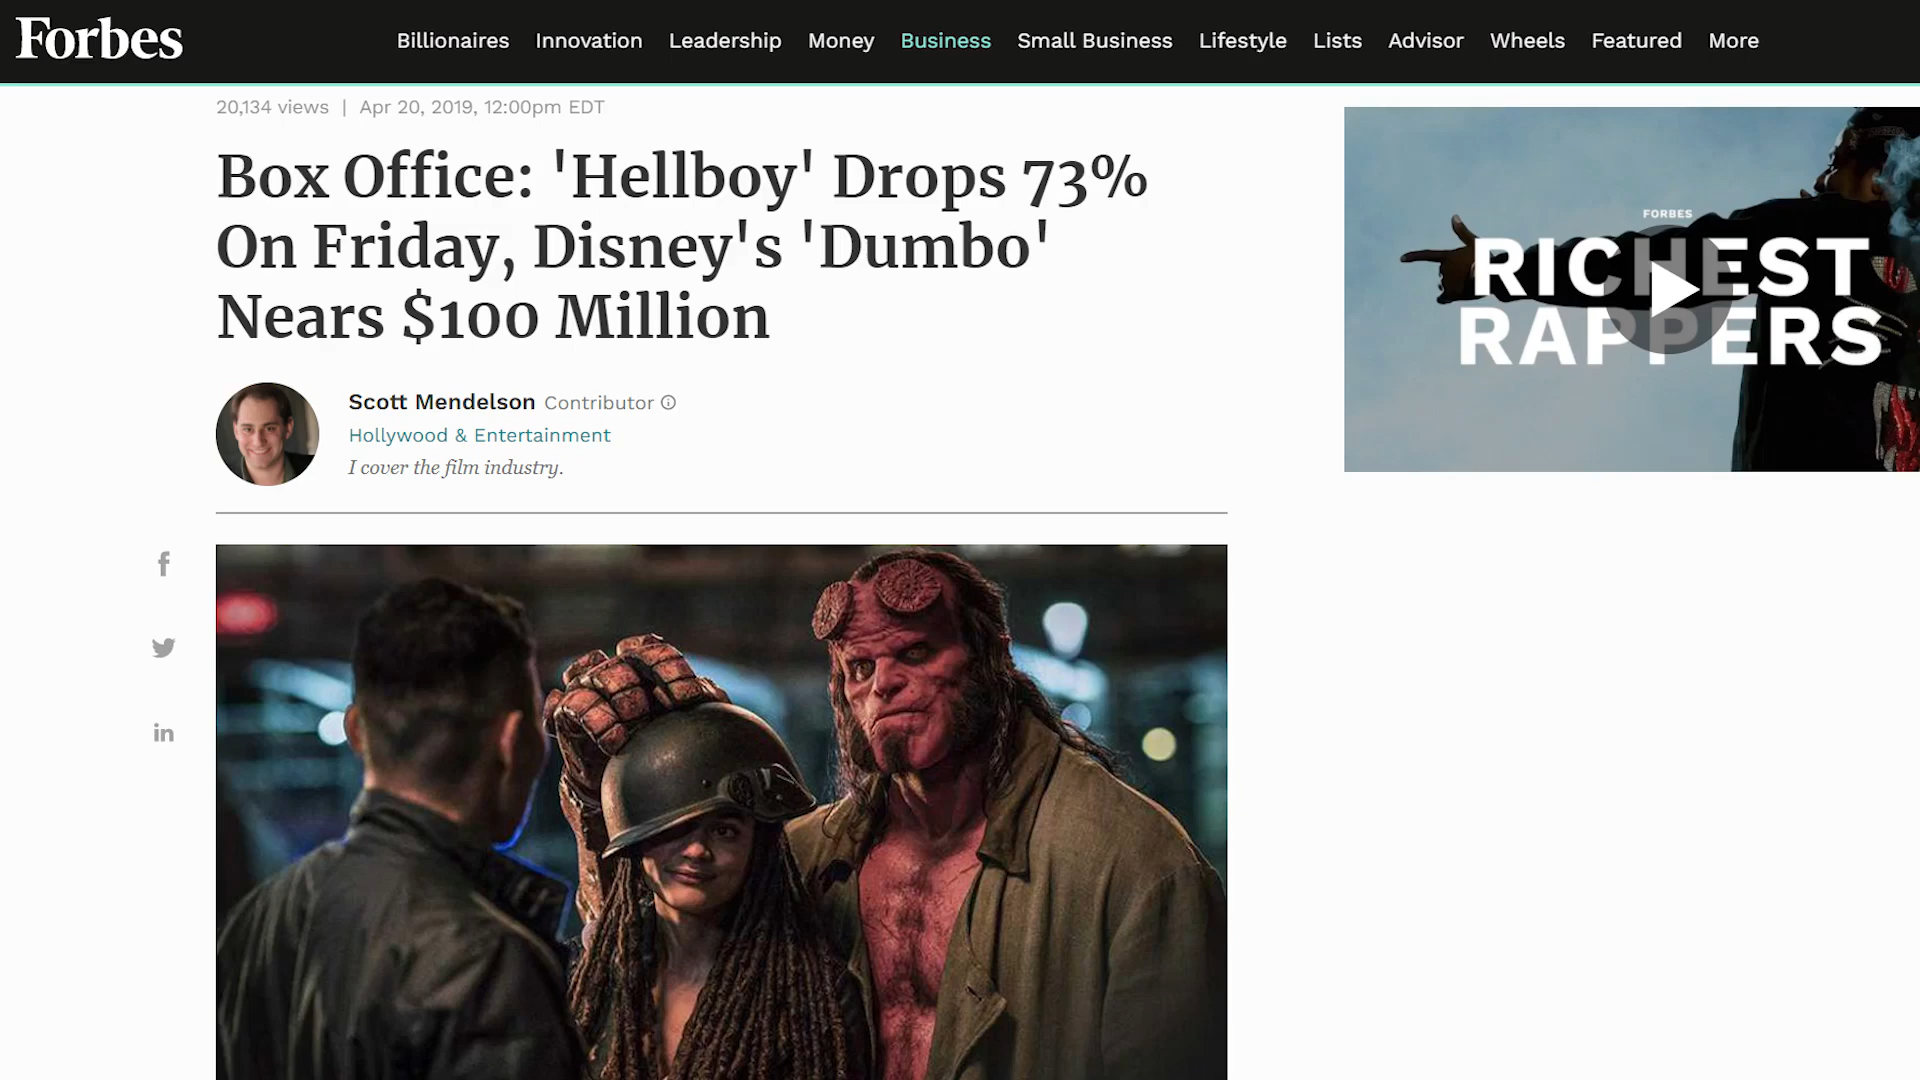 Forbes
Billionaires Innovation Leadership Money Business Small Business Lifestyle Lists Advisor Wheels Featured More
20,134 views | Apr 20, 2019, 12:00pm EDT
Box Office: 'Hellboy' Drops 73%
On Friday, Disney's 'Dumbo'
Nears $100 Million
Scott Mendelson Contributor
Hollywood & Entertainment
I cover the film industry.
FORBES
RICHEST
RAPPERS